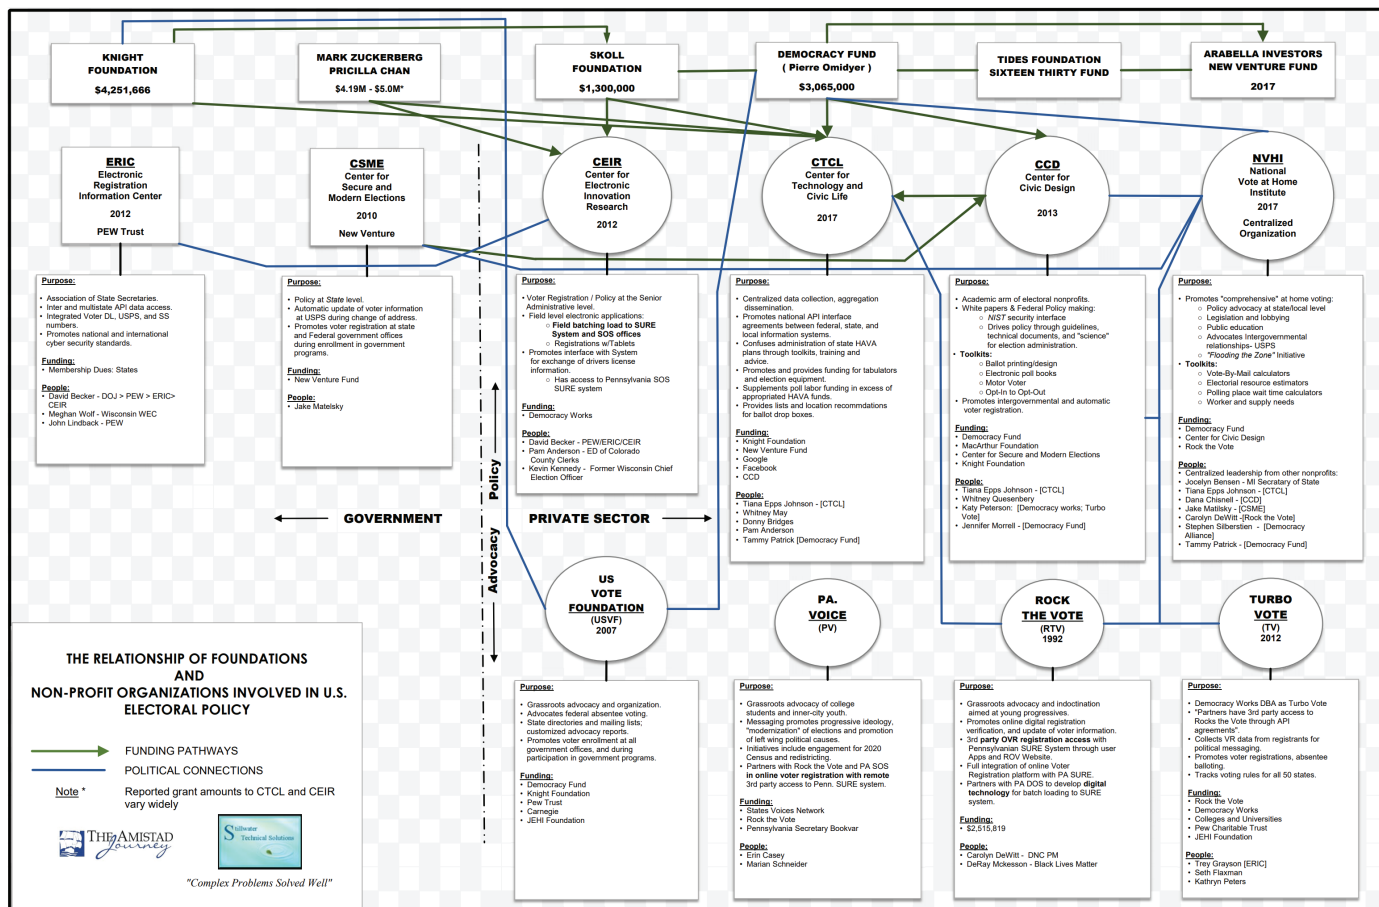 KNIGHT
FOUNDATION
$4,251,666
MARK ZUCKERBERG
PRICILLA CHAN
$4.19M - $5.0M*
SKOLL
FOUNDATION
$1,300,000
DEMOCRACY FUND
( Pierre Omidyer )
$3,065,000
TIDES FOUNDATION
SIXTEEN THIRTY FUND
ARABELLA INVESTORS
NEW VENTURE FUND
2017
ERIC
Electronic
Registration
Information Center
2012
PEW Trust
CSME
Center for
Secure and
Modern Elections
2010
New Venture
CEIR
Center for
Electronic
Innovation
Research
2012
CTCL
Center for
Technology and
Civic Life
2017
CCD
Center for
Civic Design
2013
NVHI
National
Vote at Home
Institute
2017
Centralized
Organization
Purpose:
• Association of State Secretaries.
• Inter and multistate API data access.
• Integrated Voter DL, USPS, and SS
numbers.
• Promotes national and international
cyber security standards.
Funding:
• Membership Dues: States
People:
• David Becker - DOJ > PEW > ERIC>
CEIR
• Meghan Wolf - Wisconsin WEC
• John Lindback - PEW
Purpose:
• Policy at State level.
• Automatic update of voter information
at USPS during change of address.
• Promotes voter registration at state
and Federal government offices
during enrollment in government
programs.
Funding:
• New Venture Fund
People:
• Jake Matelsky
Purpose:
• Voter Registration / Policy at the Senior
Administrative level.
• Field level electronic applications:
○ Field batching load to SURE
System and SOS offices
○ Registrations w/Tablets
• Promotes interface with System
for exchange of drivers license
information.
○ Has access to Pennsylvania SOS
SURE system
Funding:
• Democracy Works
People:
• David Becker - PEW/ERIC/CEIR
• Pam Anderson - ED of Colorado
County Clerks
• Kevin Kennedy - Former Wisconsin Chief
Election Officer
Purpose:
• Centralized data collection, aggregation
dissemination.
• Promotes national API interface
agreements between federal, state, and
local information systems.
• Confuses administration of state HAVA
plans through toolkits, training and
advice.
• Promotes and provides funding for tabulators
and election equipment.
• Supplements poll labor funding in excess of
appropriated HAVA funds.
• Provides lists and location recommdations
for ballot drop boxes.
Funding:
• Knight Foundation
• New Venture Fund
• Google
• Facebook
• CCD
People:
• Tiana Epps Johnson - [CTCL]
• Whitney May
• Donny Bridges
• Pam Anderson
• Tammy Patrick [Democracy Fund]
Purpose:
• Academic arm of electoral nonprofits.
• White papers & Federal Policy making:
○ NIST security interface
○ Drives policy through guidelines,
technical documents, and "science"
for election administration.
• Toolkits:
○ Ballot printing/design
○ Electronic poll books
○ Motor Voter
○ Opt-In to Opt-Out
• Promotes intergovernmental and automatic
voter registration.
Funding:
• Democracy Fund
• MacArthur Foundation
• Center for Secure and Modern Elections
• Knight Foundation
People:
• Tiana Epps Johnson - [CTCL]
• Whitney Quesenbery
• Katy Peterson: [Democracy works; Turbo
Vote]
• Jennifer Morrell - [Democracy Fund]
Purpose:
• Promotes "comprehensive" at home voting:
○ Policy advocacy at state/local level
○ Legislation and lobbying
○ Public education
○ Advocates Intergovernmental
relationships- USPS
○ "Flooding the Zone" Initiative
• Toolkits:
○ Vote-By-Mail calculators
○ Electorial resource estimators
○ Polling place wait time calculators
○ Worker and supply needs
Funding:
• Democracy Fund
• Center for Civic Design
• Rock the Vote
People:
• Centralized leadership from other nonprofits:
• Jocelyn Bensen - MI Secratary of State
• Tiana Epps Johnson - [CTCL]
• Dana Chisnell - [CCD]
• Jake Matilsky - [CSME]
• Carolyn DeWitt -[Rock the Vote]
• Stephen Silberstien - [Democracy
Alliance]
• Tammy Patrick - [Democracy Fund]
Policy
Advocacy
GOVERNMENT
PRIVATE SECTOR
US
VOTE
FOUNDATION
(USVF)
2007
PA.
VOICE
(PV)
ROCK
THE VOTE
(RTV)
1992
TURBO
VOTE
(TV)
2012
Purpose:
• Grassroots advocacy and organization.
• Advocates federal absentee voting.
• State directories and mailing lists;
customized advocacy reports.
• Promotes voter enrollment at all
government offices, and during
participation in government programs.
Funding:
• Democracy Fund
• Knight Foundation
• Pew Trust
• Carnegie
• JEHI Foundation
Purpose:
• Grassroots advocacy of college
students and inner-city youth.
• Messaging promotes progressive ideology,
"modernization" of elections and promotion
of left wing political causes.
• Initiatives include engagement for 2020
Census and redistricting.
• Partners with Rock the Vote and PA SOS
in online voter registration with remote
3rd party access to Penn. SURE system.
Funding:
• States Voices Network
• Rock the Vote
• Pennsylvania Secretary Bookvar
People:
• Erin Casey
• Marian Schneider
Purpose:
• Grassroots advocacy and indoctination
aimed at young progressives.
• Promotes online digital registration
verification, and update of voter information.
• 3rd party OVR registration access with
Pennsylvanian SURE System through user
Apps and ROV Website.
• Full integration of online Voter
Registration platform with PA SURE.
• Partners with PA DOS to develop digital
technology for batch loading to SURE
system.
Funding:
• $2,515,819
People:
• Carolyn DeWitt - DNC PM
• DeRay Mckesson - Black Lives Matter
Purpose:
• Democracy Works DBA as Turbo Vote
• "Partners have 3rd party access to
Rocks the Vote through API
agreements".
• Collects VR data from registrants for
political messaging.
• Promotes voter registrations, absentee
balloting.
• Tracks voting rules for all 50 states.
Funding:
• Rock the Vote
• Democracy Works
• Colleges and Universities
• Pew Charitable Trust
• JEHI Foundation
People:
• Trey Grayson [ERIC]
• Seth Flaxman
• Kathryn Peters
THE RELATIONSHIP OF FOUNDATIONS
AND
NON-PROFIT ORGANIZATIONS INVOLVED IN U.S.
ELECTORAL POLICY
FUNDING PATHWAYS
POLITICAL CONNECTIONS
Note * Reported grant amounts to CTCL and CEIR
vary widely
THE AMISTAD
Journey
Stillwater
Technical Solutions
"Complex Problems Solved Well"